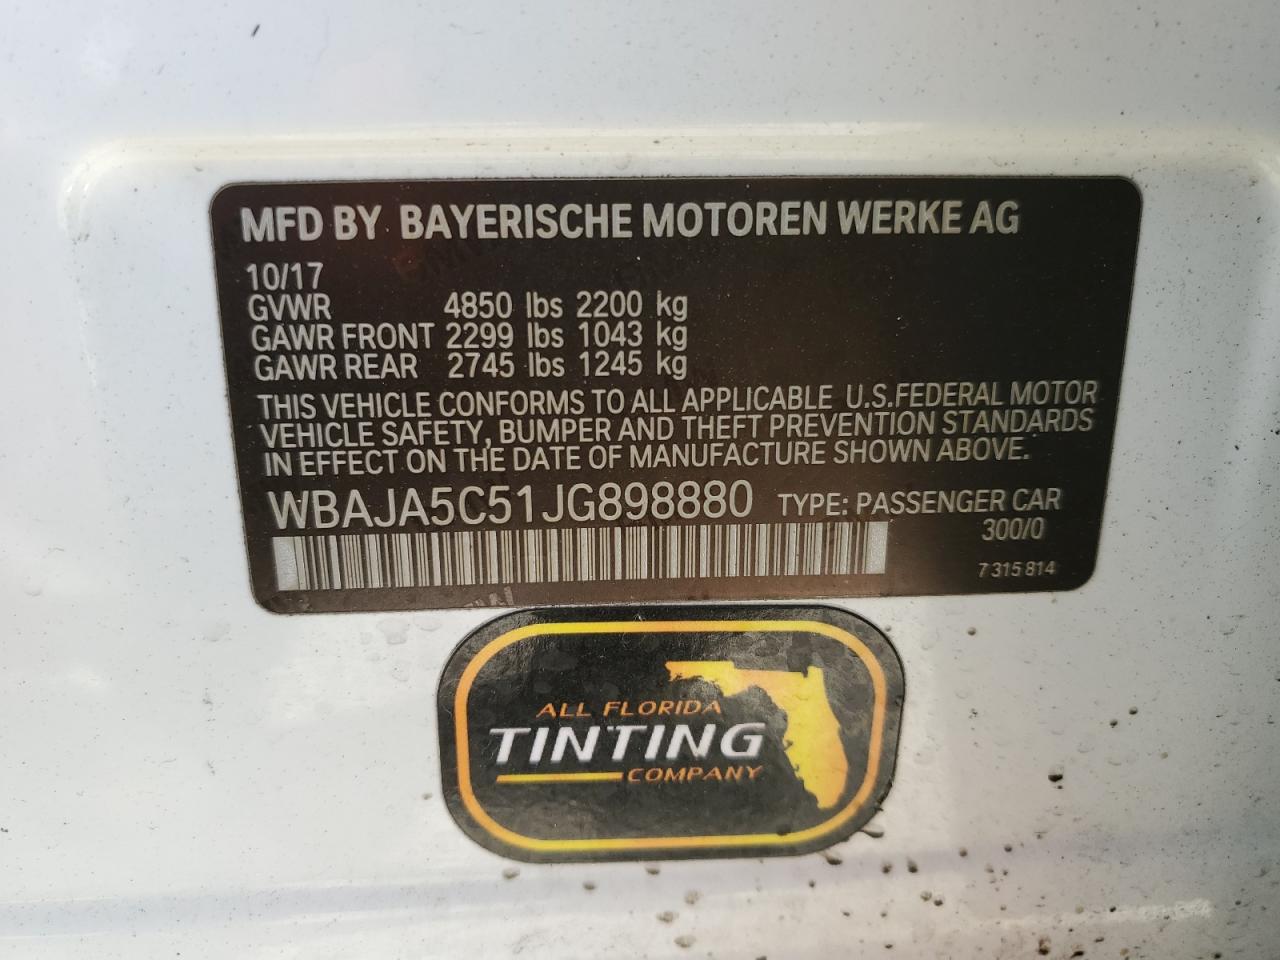 MFD BY BAYERISCHE MOTOREN WERKE AG
10/17
GVWR 4850 lbs 2200 kg
GAWR FRONT 2299 lbs 1043 kg
GAWR REAR 2745 lbs 1245 kg
THIS VEHICLE CONFORMS TO ALL APPLICABLE U.S.FEDERAL MOTOR
VEHICLE SAFETY, BUMPER AND THEFT PREVENTION STANDARDS
IN EFFECT ON THE DATE OF MANUFACTURE SHOWN ABOVE.
WBAJA5C51JG898880 TYPE: PASSENGER CAR
300/0
7 315 814
ALL FLORIDA
TINTING
COMPANY